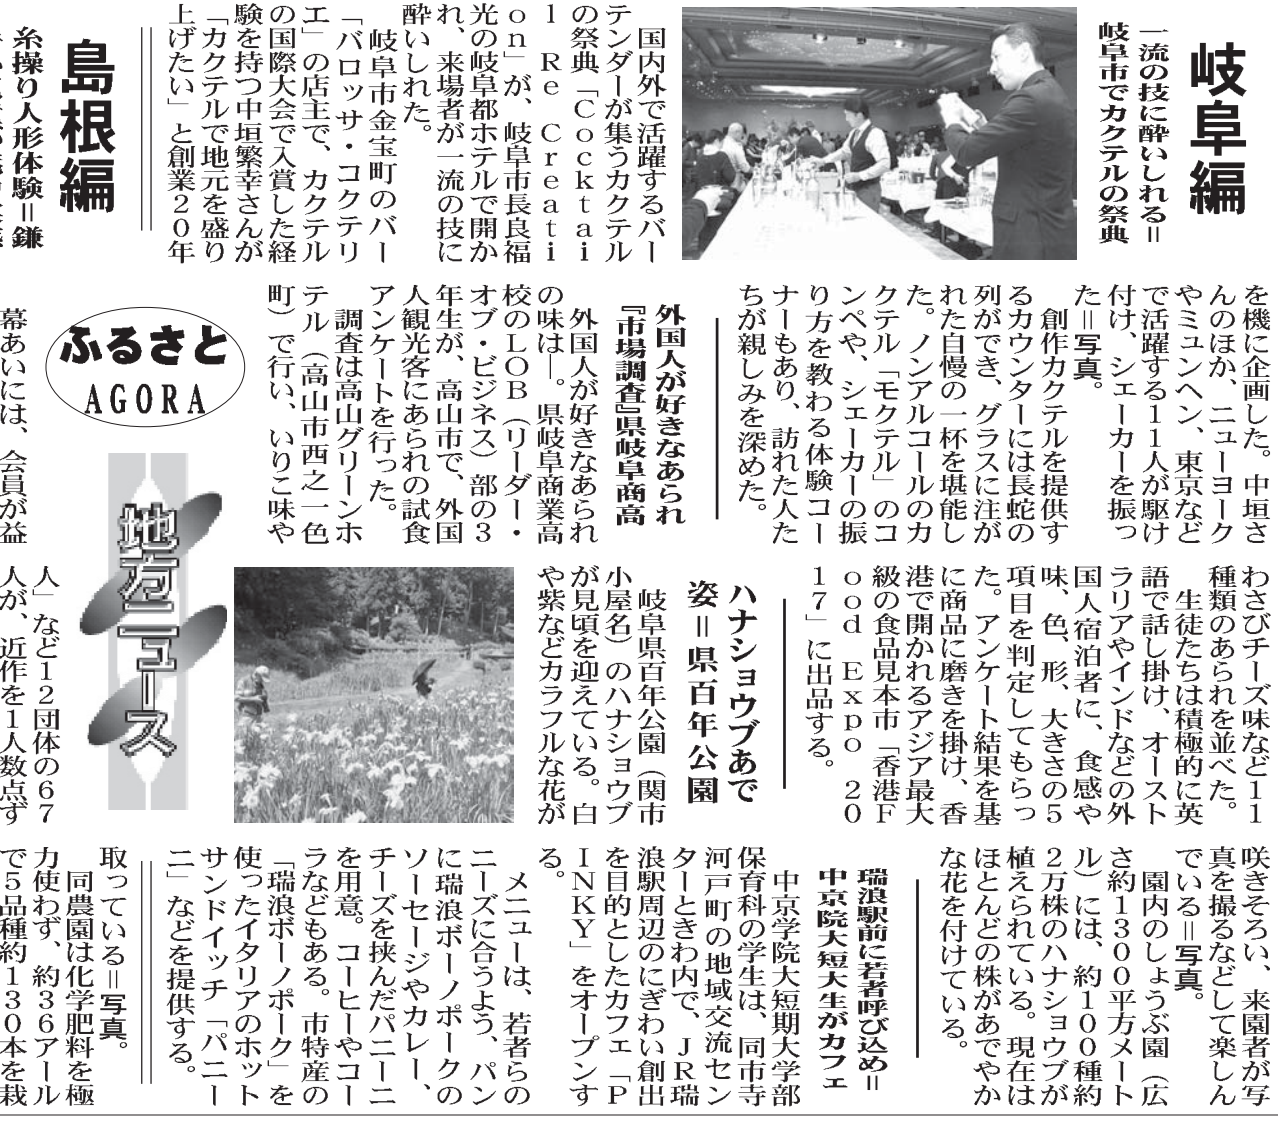 岐阜編
一流の技に酔いしれる＝
岐阜市でカクテルの祭典
国内外で活躍するバー
テンダーが集うカクテル
の祭典「Ｃｏｃｋｔａｉ
ｌ　Ｒｅ　Ｃｒｅａｔｉ
ｏｎ」が、岐阜市長良福
光の岐阜都ホテルで開か
れ、来場者が一流の技に
酔いしれた。
岐阜市金宝町のバー
「バロッサ・コクテリ
エ」の店主で、カクテル
の国際大会で入賞した経
験を持つ中垣繁幸さんが
「カクテルで地元を盛り
上げたい」と創業２０年
を機に企画した。中垣さ
んのほか、ニューヨーク
やミュンヘン、東京など
で活躍する１１人が駆け
付け、シェーカーを振っ
た＝写真。
創作カクテルを提供す
るカウンターには長蛇の
列ができ、グラスに注が
れた自慢の一杯を堪能し
た。ノンアルコールのカ
クテル「モクテル」のコ
ンペや、シェーカーの振
り方を教わる体験コー
ナーもあり、訪れた人た
ちが親しみを深めた。
外国人が好きなあられ
『市場調査』県岐阜商高
外国人が好きなあられ
の味は―。県岐阜商業高
校のＬＯＢ（リーダー・
オブ・ビジネス）部の３
年生が、高山市で、外国
人観光客にあられの試食
アンケートを行った。
調査は高山グリーンホ
テル（高山市西之一色
町）で行い、いりこ味や
わさびチーズ味など１１
種類のあられを並べた。
生徒たちは積極的に英
語で話し掛け、オースト
ラリアやインドなどの外
国人宿泊者に、食感や
味、色、形、大きさの５
項目を判定してもらっ
た。アンケート結果を基
に商品に磨きを掛け、香
港で開かれるアジア最大
級の食品見本市「香港Ｆ
ｏｏｄ　Ｅｘｐｏ　２０
１７」に出品する。
ハナショウブあで
姿＝県百年公園
岐阜県百年公園（関市
小屋名）のハナショウブ
が見頃を迎えている。白
や紫などカラフルな花が
咲きそろい、来園者が写
真を撮るなどして楽しん
でいる＝写真。
園内のしょうぶ園（広
さ約１３００平方メート
ル）には、約１００種約
２万株のハナショウブが
植えられている。現在は
ほとんどの株があでやか
な花を付けている。
瑞浪駅前に若者呼び込め＝
中京院大短大生がカフェ
中京学院大短期大学部
保育科の学生は、同市寺
河戸町の地域交流セン
ターときわ内で、ＪＲ瑞
浪駅周辺のにぎわい創出
を目的としたカフェ「Ｐ
ＩＮＫＹ」をオープンす
る。
メニューは、若者らの
ニーズに合うよう、パン
に瑞浪ボーノポークの
ソーセージやカレー、
チーズを挟んだパニーニ
を用意。コーヒーやコー
ラなどもある。市特産の
「瑞浪ボーノポーク」を
使ったイタリアのホット
サンドイッチ「パニー
ニ」などを提供する。
島根編
糸操り人形体験＝鎌
ふるさと
AGORA
地方ニュース
幕あいには、会員が益
人」など１２団体の６７
人が、近作を１人数点ず
取っている＝写真。
同農園は化学肥料を極
力使わず、約３６アール
で５品種約１３０本を栽